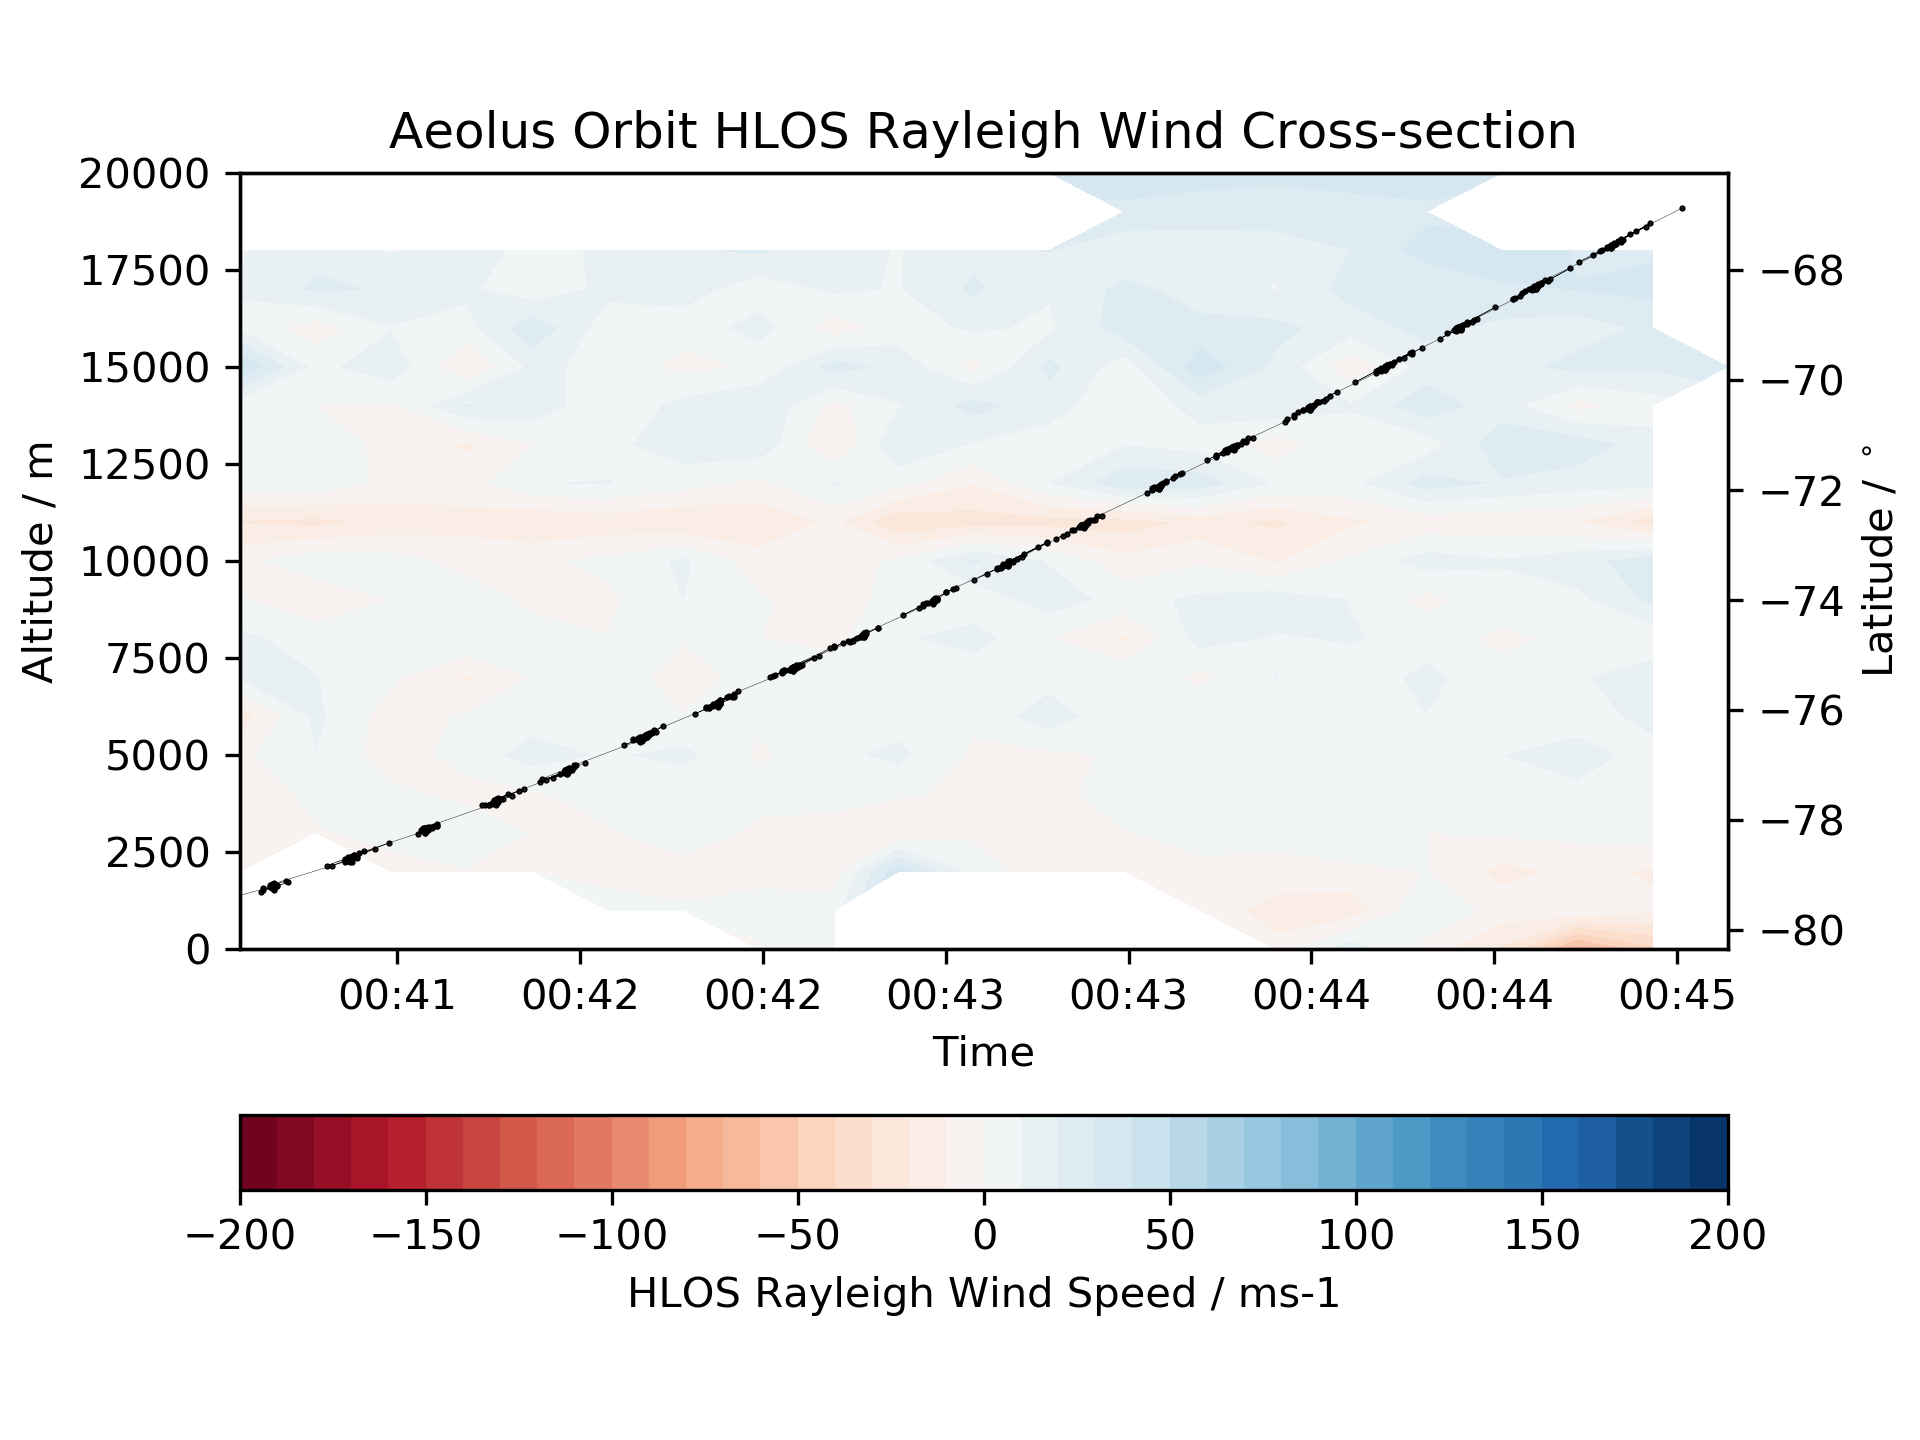 Aeolus Orbit HLOS Rayleigh Wind Cross-section
20000
17500
15000
12500
10000
7500
5000
2500
0
Altitude / m
−68
−70
−72
−74
−76
−78
−80
Latitude / °
00:41 00:42 00:42 00:43 00:43 00:44 00:44 00:45
Time
−200 −150 −100 −50 0 50 100 150 200
HLOS Rayleigh Wind Speed / ms-1